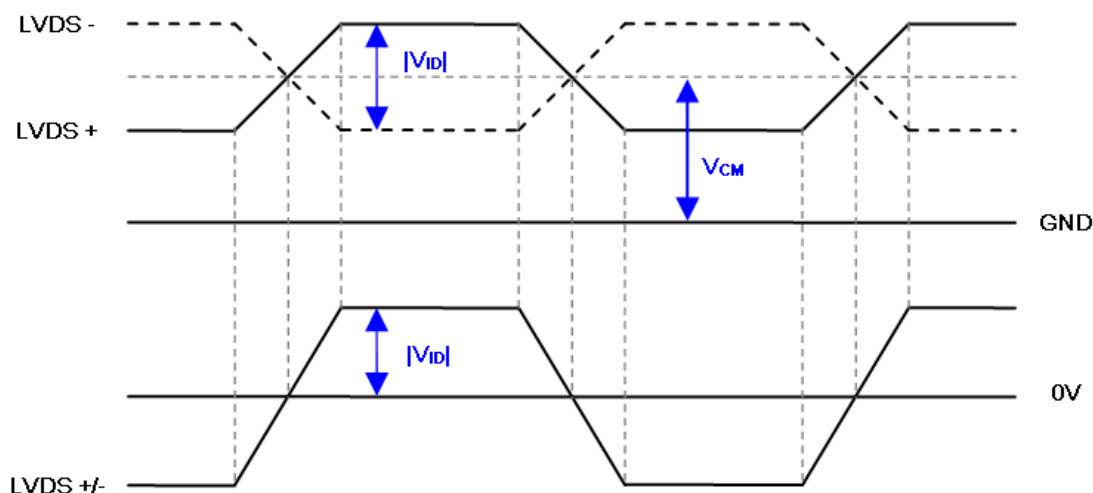 LVDS -
|VID|
LVDS +
VCM
GND
|VID|
0V
LVDS +/-